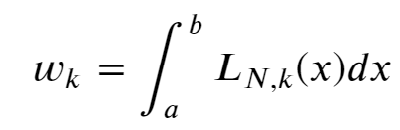 w_k = \int_a^b L_{N,k}(x)dx